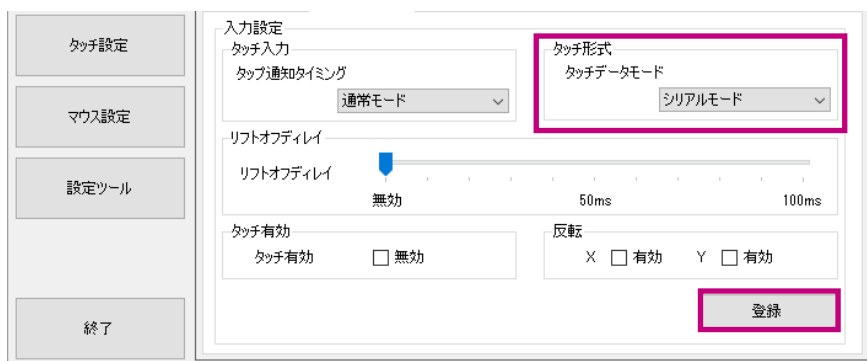 タッチ設定
マウス設定
設定ツール
終了
入力設定
タッチ入力
タップ通知タイミング
通常モード
タッチ形式
タッチデータモード
シリアルモード
リフトオフディレイ
リフトオフディレイ
無効 50ms 100ms
タッチ有効
タッチ有効 無効
反転
X 有効 Y 有効
登録